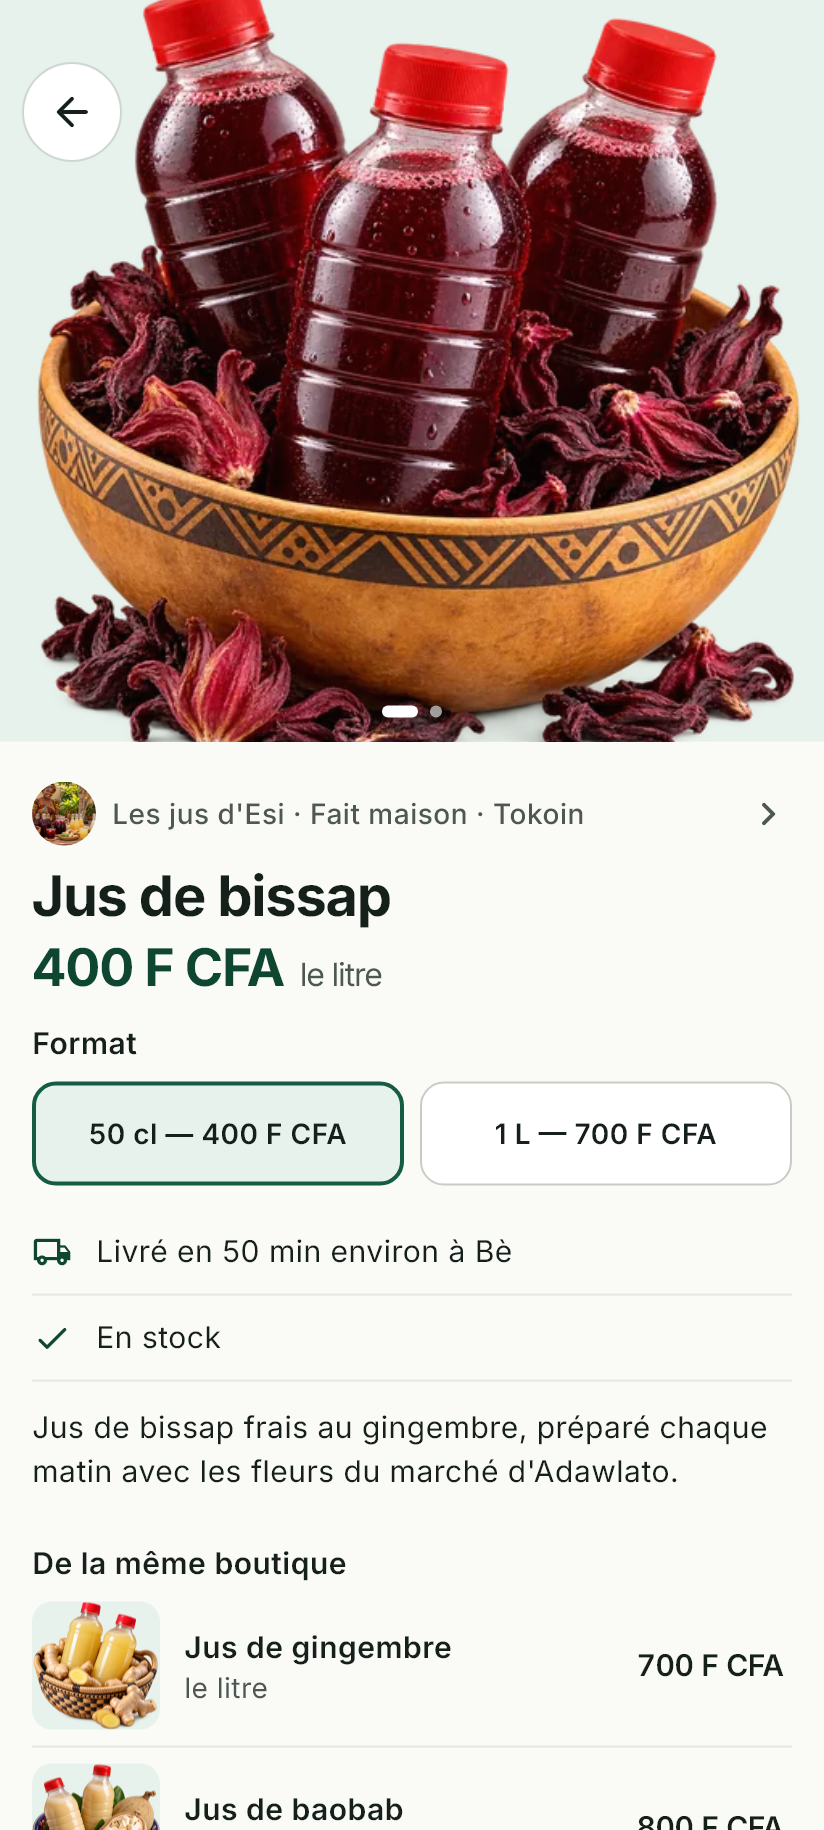 Les jus d'Esi · Fait maison · Tokoin
Jus de bissap
400 F CFA le litre
Format
50 cl — 400 F CFA
1 L — 700 F CFA
Livré en 50 min environ à Bè
En stock
Jus de bissap frais au gingembre, préparé chaque
matin avec les fleurs du marché d'Adawlato.
De la même boutique
Jus de gingembre
le litre
700 F CFA
Jus de baobab
800 F CFA